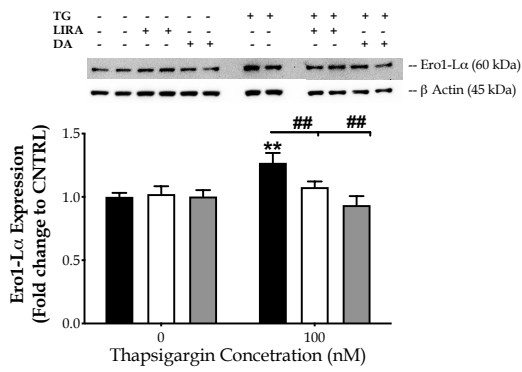 TG - - - - - - + + + + + +
LIRA - - + + - - - - + + - -
DA - - - - + + - - - - + +
-- Ero1-Lα (60 kDa)
-- β Actin (45 kDa)
Ero1-Lα Expression
(Fold change to CNTRL)
1.5
1.0
0.5
0.0
**
##
##
0
100
Thapsigargin Concetration (nM)